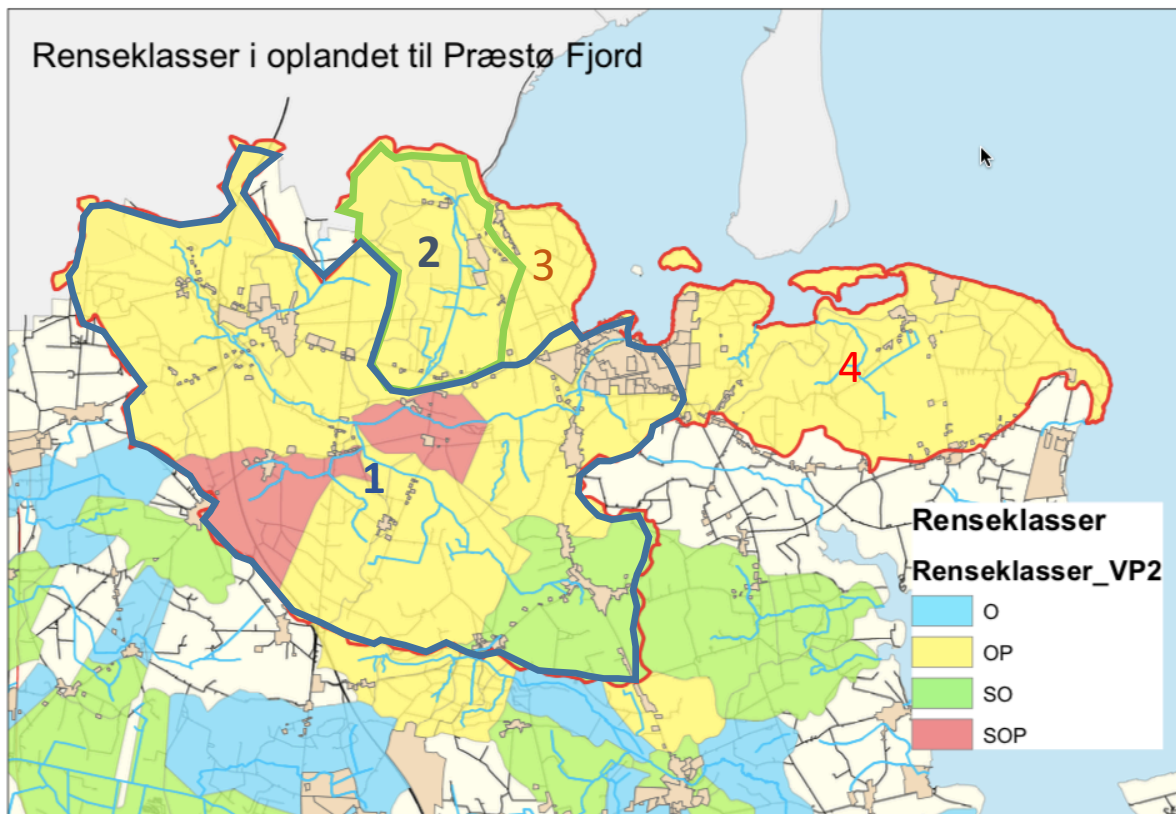 Renseklasser i oplandet til Præstø Fjord
2
3
4
1
Renseklasser
Renseklasser_VP2
O
OP
SO
SOP